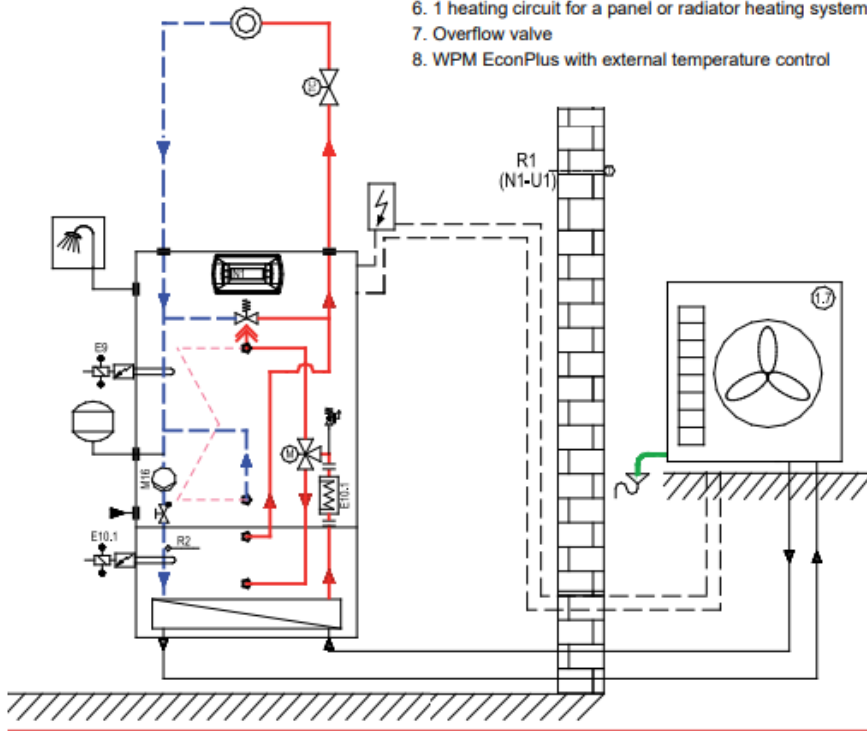 6. 1 heating circuit for a panel or radiator heating system
7. Overflow valve
8. WPM EconPlus with external temperature control
TC
R1
(N1-U1)
N1
1.7
E9
M
M16
E10.1
E10.1
R2